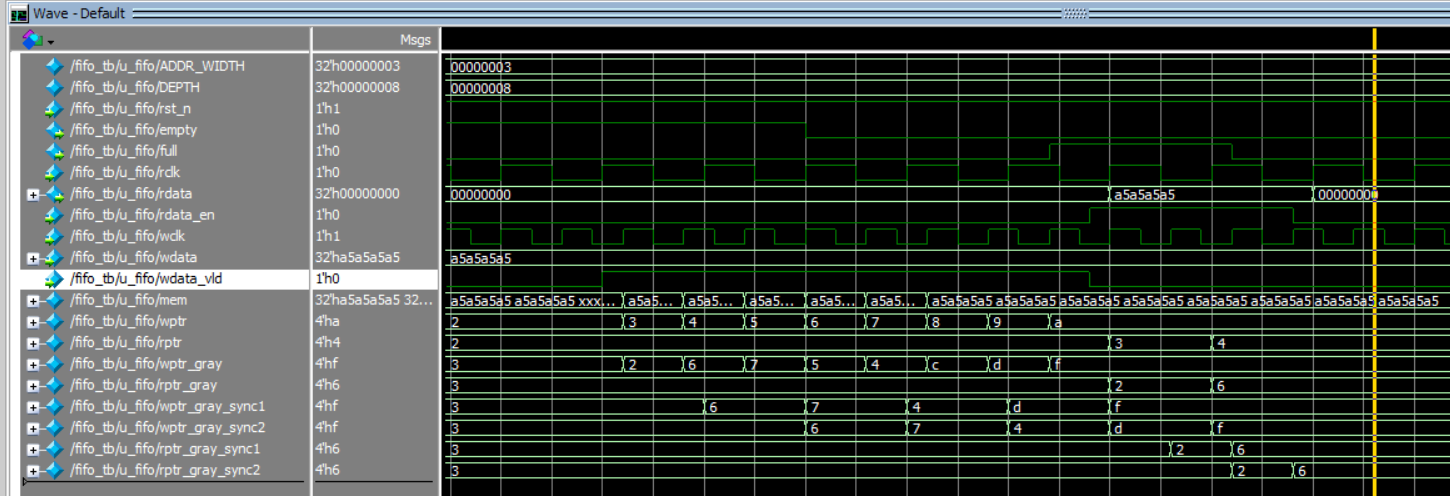 Wave - Default
Msgs
/fifo_tb/u_fifo/ADDR_WIDTH 32'h00000003 00000003
/fifo_tb/u_fifo/DEPTH 32'h00000008 00000008
/fifo_tb/u_fifo/rst_n 1'h1
/fifo_tb/u_fifo/empty 1'h0
/fifo_tb/u_fifo/full 1'h0
/fifo_tb/u_fifo/rclk 1'h0
/fifo_tb/u_fifo/rdata 32'h00000000 00000000 a5a5a5a5 00000000
/fifo_tb/u_fifo/rdata_en 1'h0
/fifo_tb/u_fifo/wclk 1'h1
/fifo_tb/u_fifo/wdata 32'ha5a5a5a5 a5a5a5a5
/fifo_tb/u_fifo/wdata_vld 1'h0
/fifo_tb/u_fifo/mem 32'ha5a5a5a5 32... a5a5a5a5 a5a5a5a5 xxx... a5a5... a5a5... a5a5... a5a5... a5a5... a5a5a5a5 a5a5a5a5 a5a5a5a5 a5a5a5a5 a5a5a5a5 a5a5a5a5 a5a5a5a5 a5a5a5a5
/fifo_tb/u_fifo/wptr 4'ha 2 3 4 5 6 7 8 9 a
/fifo_tb/u_fifo/rptr 4'h4 2 3 4
/fifo_tb/u_fifo/wptr_gray 4'hf 3 2 6 7 5 4 c d f
/fifo_tb/u_fifo/rptr_gray 4'h6 3 2 6
/fifo_tb/u_fifo/wptr_gray_sync1 4'hf 3 6 7 4 d f
/fifo_tb/u_fifo/wptr_gray_sync2 4'hf 3 6 7 4 d f
/fifo_tb/u_fifo/rptr_gray_sync1 4'h6 3 2 6
/fifo_tb/u_fifo/rptr_gray_sync2 4'h6 3 2 6